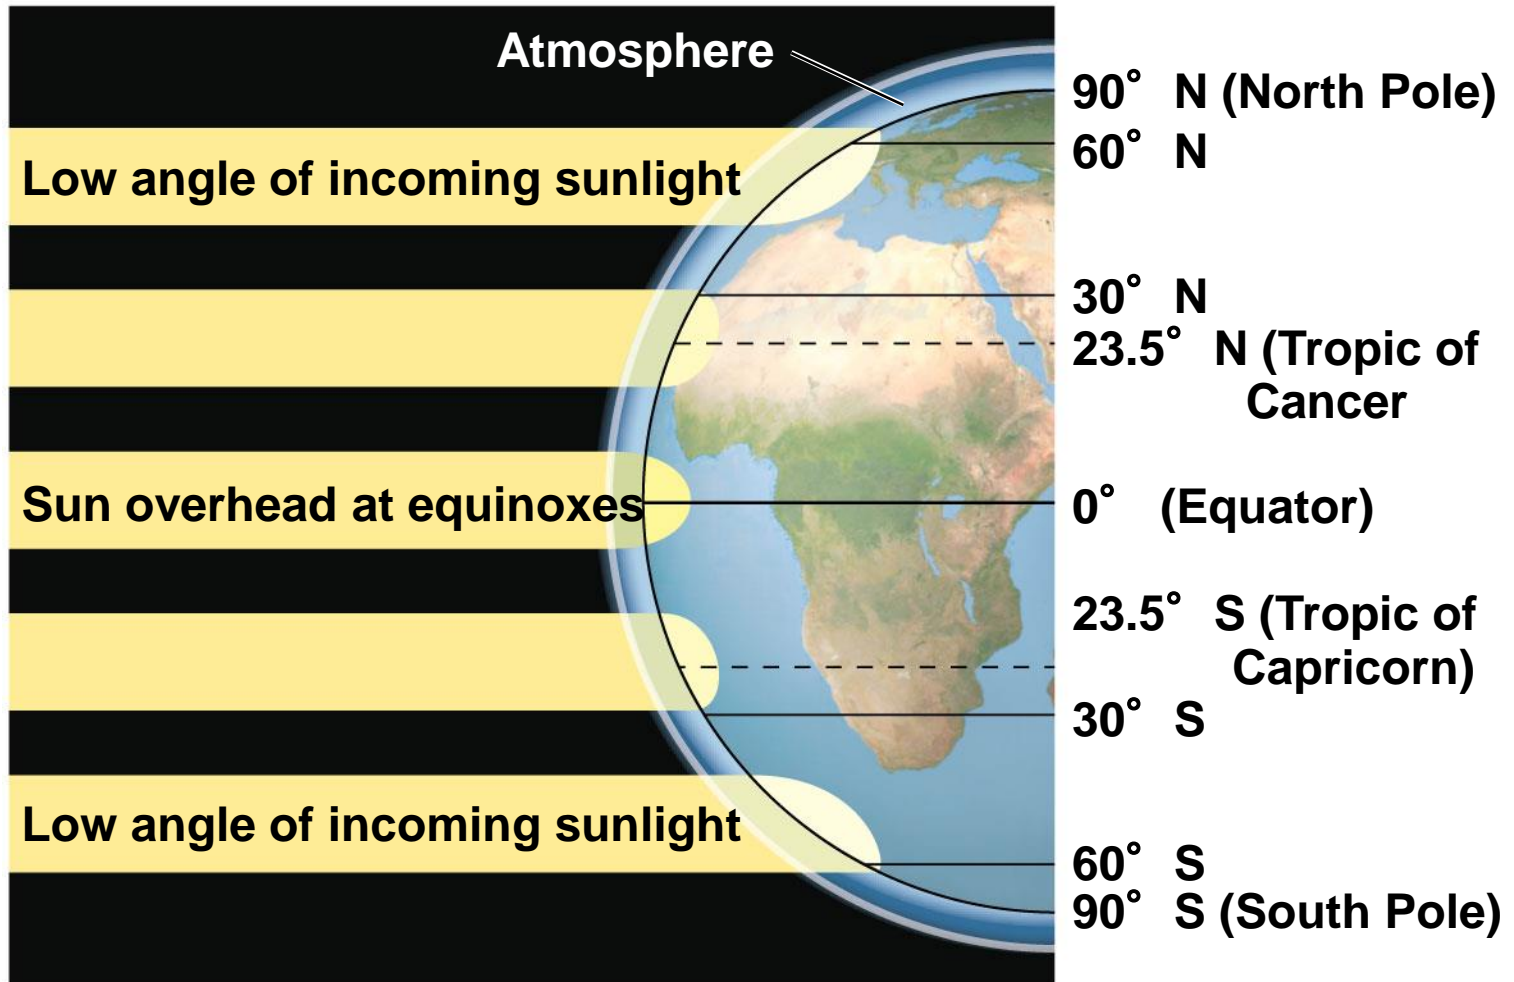 Atmosphere
90° N (North Pole)
60° N
Low angle of incoming sunlight
30° N
23.5° N (Tropic of
Cancer
Sun overhead at equinoxes
0° (Equator)
23.5° S (Tropic of
Capricorn)
30° S
Low angle of incoming sunlight
60° S
90° S (South Pole)